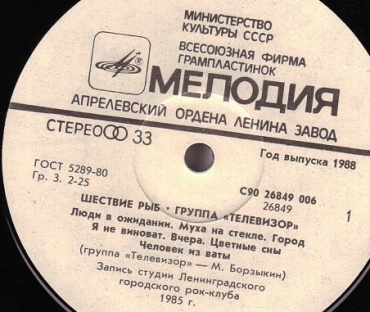 МИНИСТЕРСТВО
КУЛЬТУРЫ СССР
ВСЕСОЮЗНАЯ ФИРМА
ГРАМПЛАСТИНОК
МЕЛОДИЯ
АПРЕЛЕВСКИЙ ОРДЕНА ЛЕНИНА ЗАВОД
СТЕРЕО 33
Год выпуска 1988
ГОСТ 5289-80
Гр. 3. 2-25
С90 26849 006
26849
1
ШЕСТВИЕ РЫБ · ГРУППА «ТЕЛЕВИЗОР»
Люди в ожидании. Муха на стекле. Город
Я не виноват. Вчера. Цветные сны
Человек из ваты
(группа «Телевизор» — М. Борзыкин)
Запись студии Ленинградского
городского рок-клуба
1985 г.